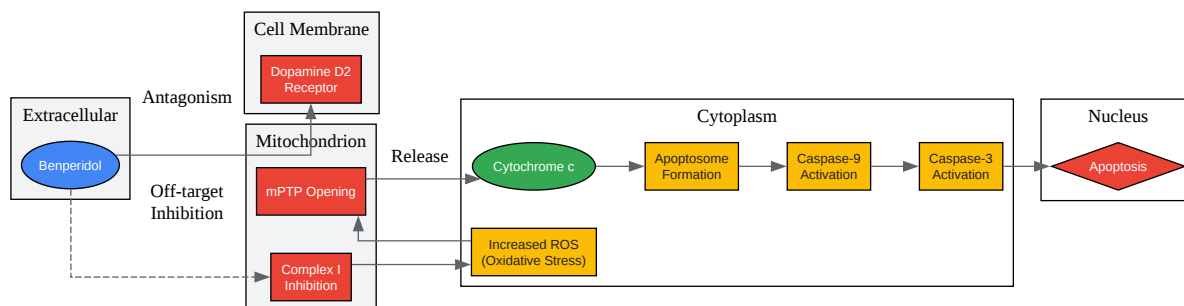 Cell Membrane
Dopamine D2
Receptor
Antagonism
Extracellular
Benperidol
Off-target
Inhibition
Mitochondrion
mPTP Opening
Complex I
Inhibition
Release
Cytoplasm
Cytochrome c
Apoptosome
Formation
Caspase-9
Activation
Caspase-3
Activation
Increased ROS
(Oxidative Stress)
Nucleus
Apoptosis